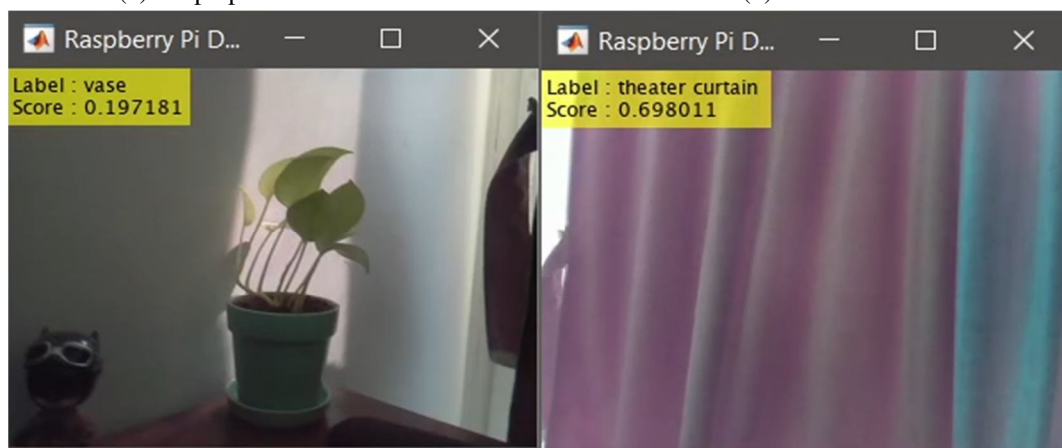 Raspberry Pi D...
Label : vase
Score : 0.197181
Raspberry Pi D...
Label : theater curtain
Score : 0.698011